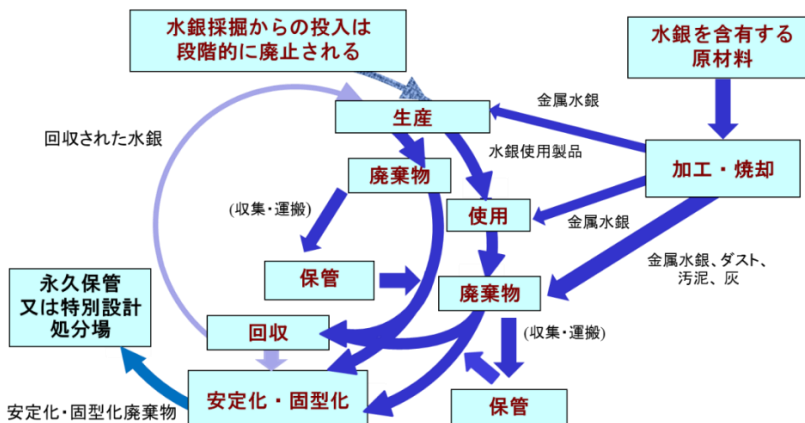 水銀採掘からの投入は
段階的に廃止される
水銀を含有する
原材料
金属水銀
生産
回収された水銀
水銀使用製品
廃棄物
加工・焼却
(収集・運搬)
使用
金属水銀
金属水銀、ダスト、
汚泥、灰
保管
廃棄物
永久保管
又は特別設計
処分場
回収
(収集・運搬)
安定化・固型化
保管
安定化・固型化廃棄物